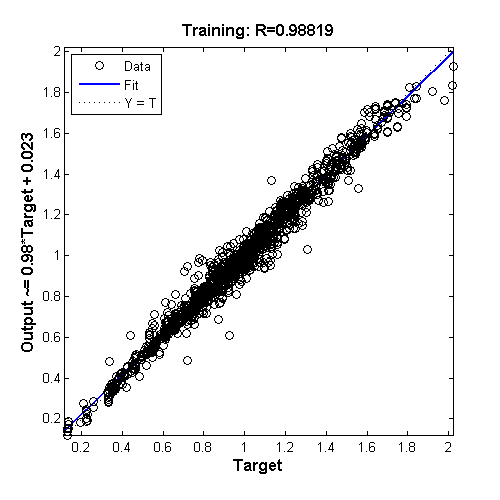 Training: R=0.98819
Data
Fit
Y = T
Output ~= 0.98*Target + 0.023
2
1.8
1.6
1.4
1.2
1
0.8
0.6
0.4
0.2
0.2 0.4 0.6 0.8 1 1.2 1.4 1.6 1.8 2
Target